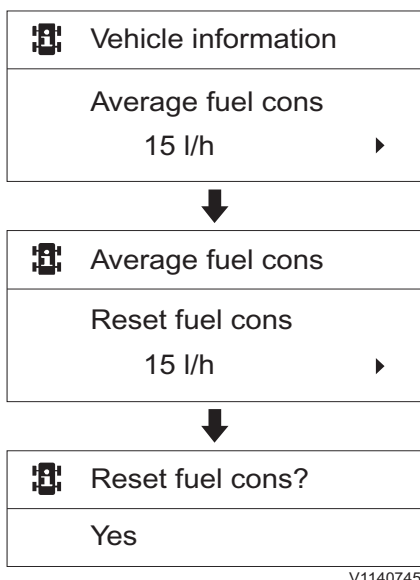 Vehicle information
Average fuel cons
15 l/h
Average fuel cons
Reset fuel cons
15 l/h
Reset fuel cons?
Yes
V1140745